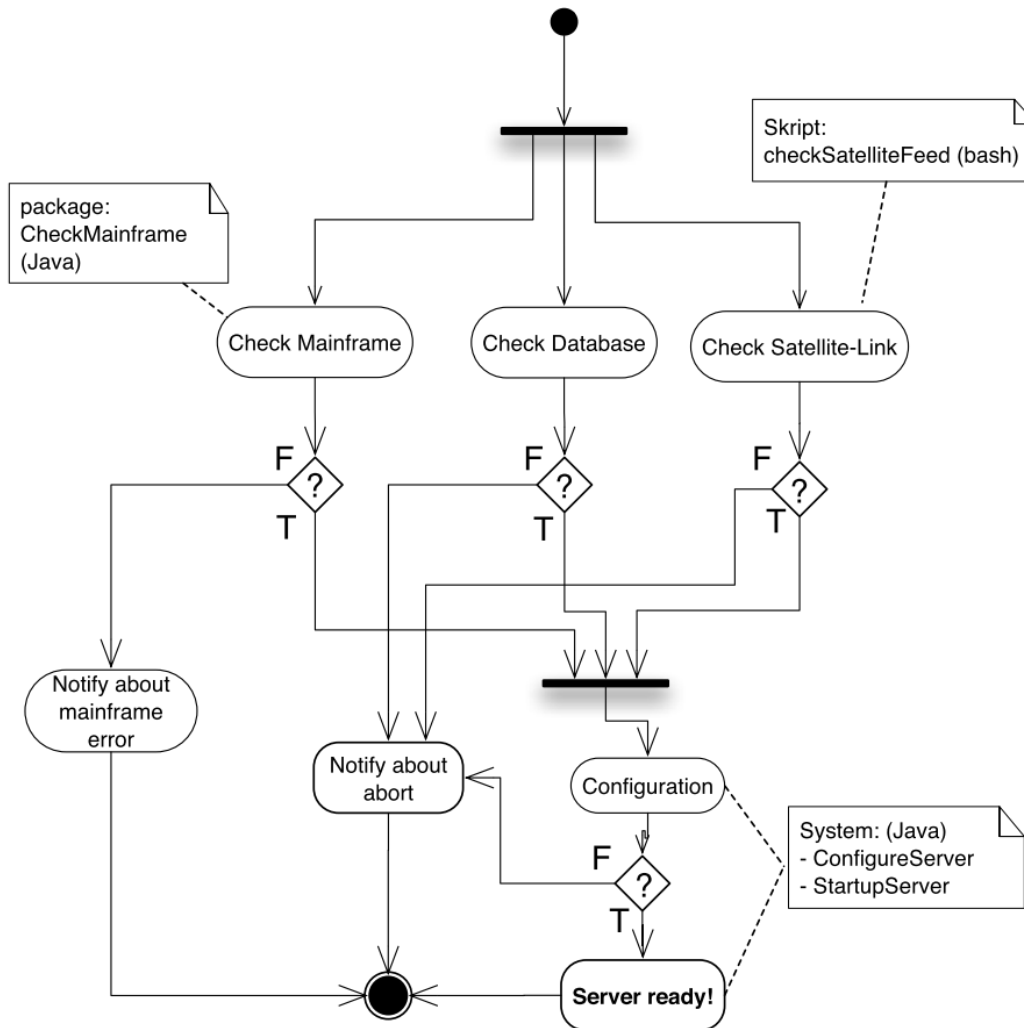 Skript:
checkSatelliteFeed (bash)
package:
CheckMainframe
(Java)
Check Mainframe
Check Database
Check Satellite-Link
F
?
T
F
?
T
F
?
T
Notify about
mainframe
error
Notify about
abort
Configuration
System: (Java)
- ConfigureServer
- StartupServer
F
?
T
Server ready!